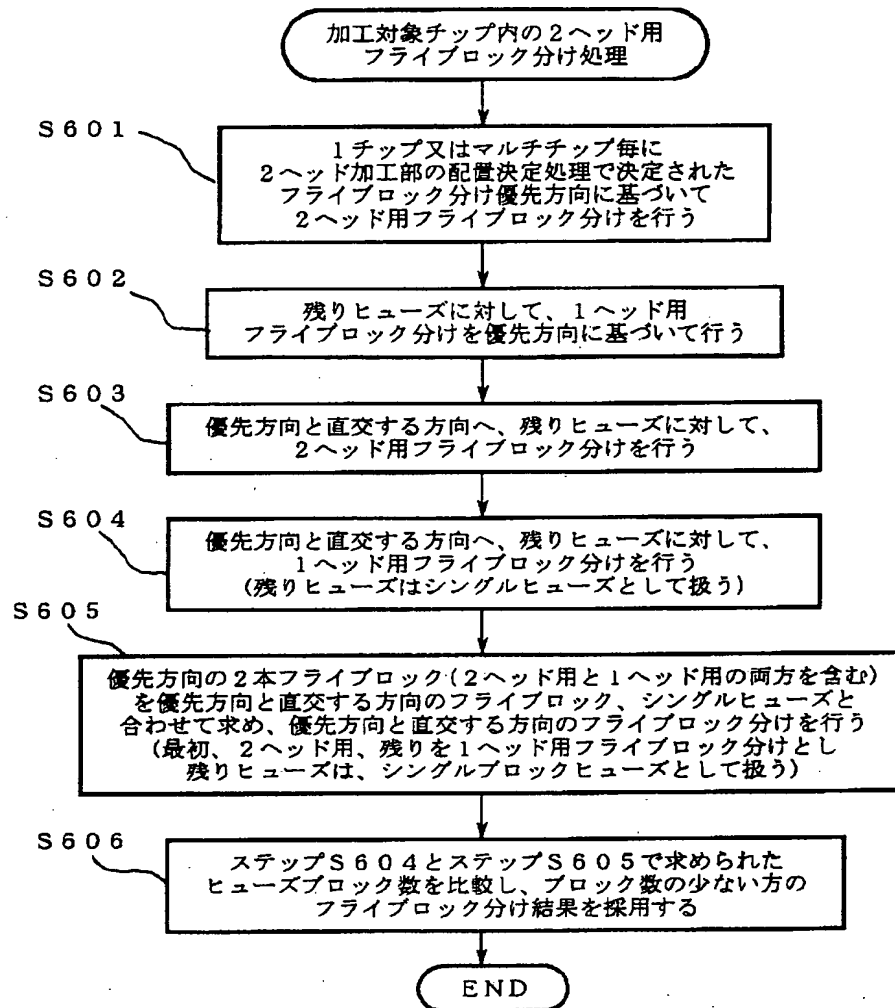 加工対象チップ内の２ヘッド用
フライブロック分け処理
Ｓ６０１
１チップ又はマルチチップ毎に
２ヘッド加工部の配置決定処理で決定された
フライブロック分け優先方向に基づいて
２ヘッド用フライブロック分けを行う
Ｓ６０２
残りヒューズに対して、１ヘッド用
フライブロック分けを優先方向に基づいて行う
Ｓ６０３
優先方向と直交する方向へ、残りヒューズに対して、
２ヘッド用フライブロック分けを行う
Ｓ６０４
優先方向と直交する方向へ、残りヒューズに対して、
１ヘッド用フライブロック分けを行う
(残りヒューズはシングルヒューズとして扱う)
Ｓ６０５
優先方向の２本フライブロック(２ヘッド用と１ヘッド用の両方を含む)
を優先方向と直交する方向のフライブロック、シングルヒューズと
合わせて求め、優先方向と直交する方向のフライブロック分けを行う
(最初、２ヘッド用、残りを１ヘッド用フライブロック分けとし
残りヒューズは、シングルブロックヒューズとして扱う)
Ｓ６０６
ステップＳ６０４とステップＳ６０５で求められた
ヒューズブロック数を比較し、ブロック数の少ない方の
フライブロック分け結果を採用する
ＥＮＤ